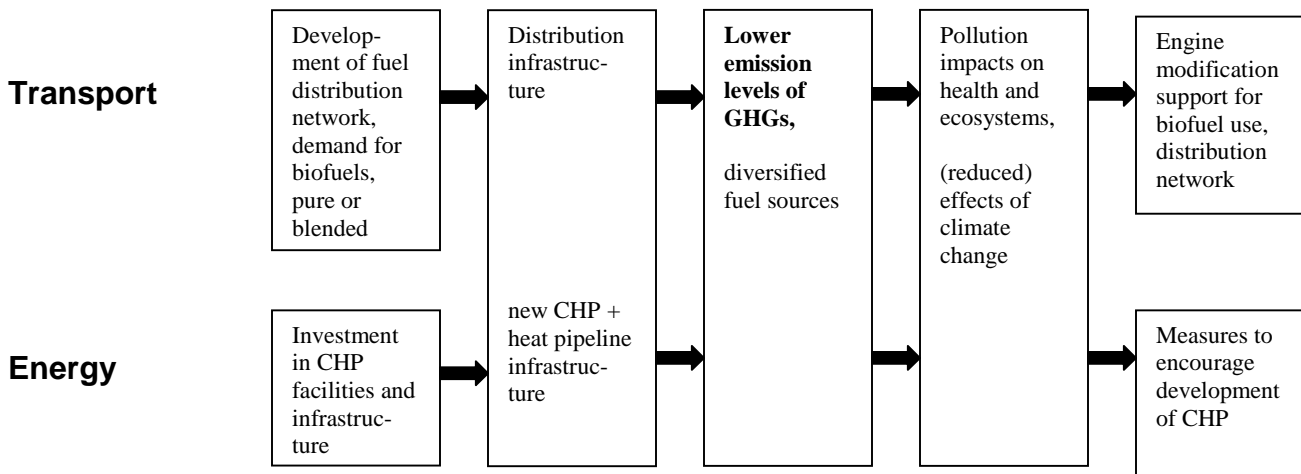 Transport
Develop-
ment of fuel
distribution
network,
demand for
biofuels,
pure or
blended
Distribution
infrastruc-
ture
Lower
emission
levels of
GHGs,
diversified
fuel sources
Pollution
impacts on
health and
ecosystems,
(reduced)
effects of
climate
change
Engine
modification
support for
biofuel use,
distribution
network
Energy
Investment
in CHP
facilities and
infrastruc-
ture
new CHP +
heat pipeline
infrastruc-
ture
Measures to
encourage
development
of CHP